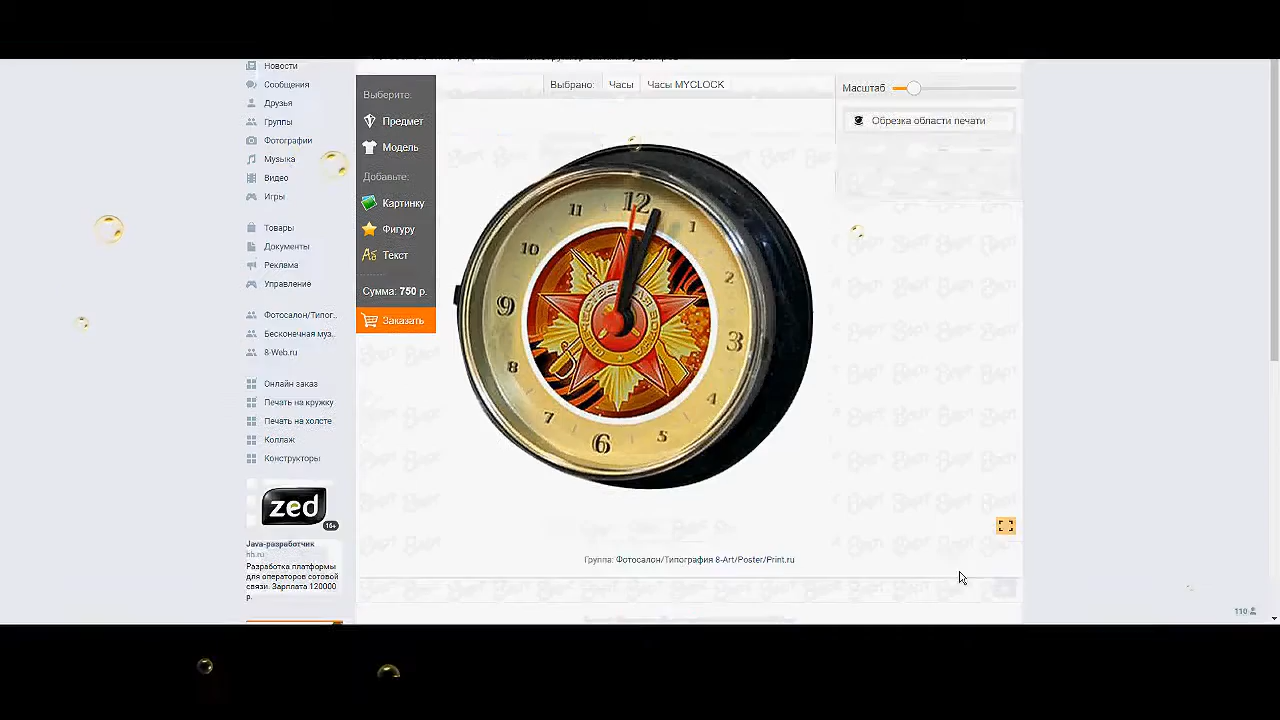 Новости
Сообщения
Друзья
Группы
Фотографии
Музыка
Видео
Игры
Товары
Документы
Реклама
Управление
Фотосалон/Типог..
Бесконечная муз..
8-Web.ru
Онлайн заказ
Печать на кружку
Печать на холсте
Коллаж
Конструкторы
zed
16+
Java-разработчик
hh.ru
Разработка платформы
для операторов сотовой
связи. Зарплата 120000
р.
Выберите:
Предмет
Модель
Добавьте:
Картинку
Фигуру
Текст
Сумма: 750 р.
Заказать
Выбрано: Часы Часы MYCLOCK
12
1
2
3
4
5
6
7
8
9
10
11
Группа: Фотосалон/Типография 8-Art/Poster/Print.ru
Масштаб
Обрезка области печати
110